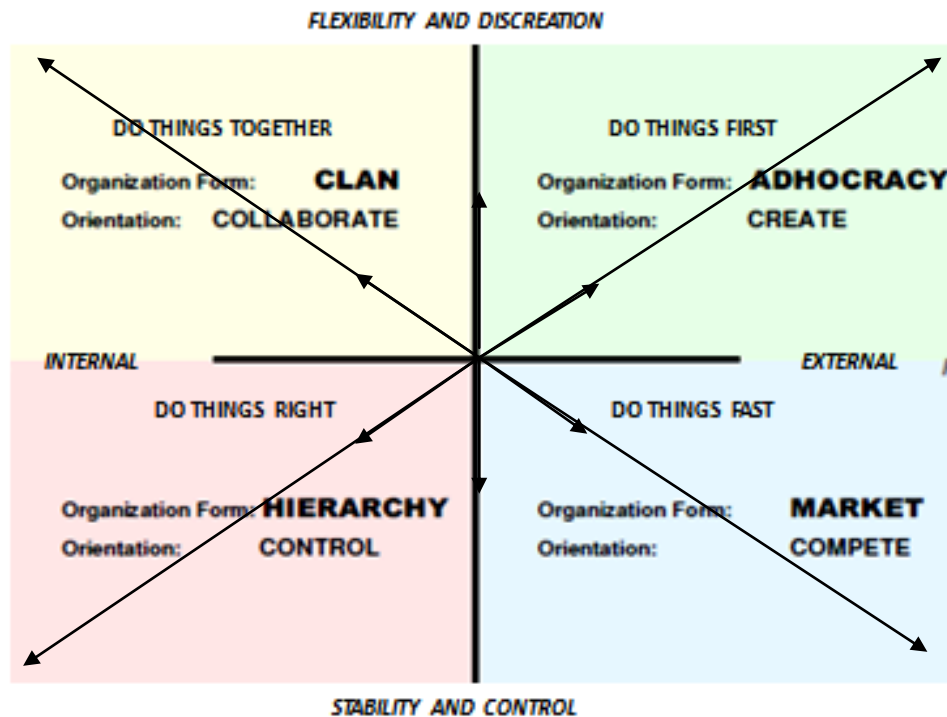 FLEXIBILITY AND DISCREATION
DO THINGS TOGETHER
Organization Form: CLAN
Orientation: COLLABORATE
DO THINGS FIRST
Organization Form: ADHOCRACY
Orientation: CREATE
INTERNAL
EXTERNAL
DO THINGS RIGHT
Organization Form: HIERARCHY
Orientation: CONTROL
DO THINGS FAST
Organization Form: MARKET
Orientation: COMPETE
STABILITY AND CONTROL